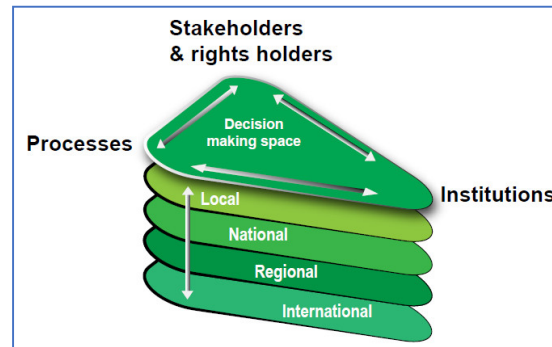 Stakeholders
& rights holders
Decision
making space
Processes
Institutions
Local
National
Regional
International